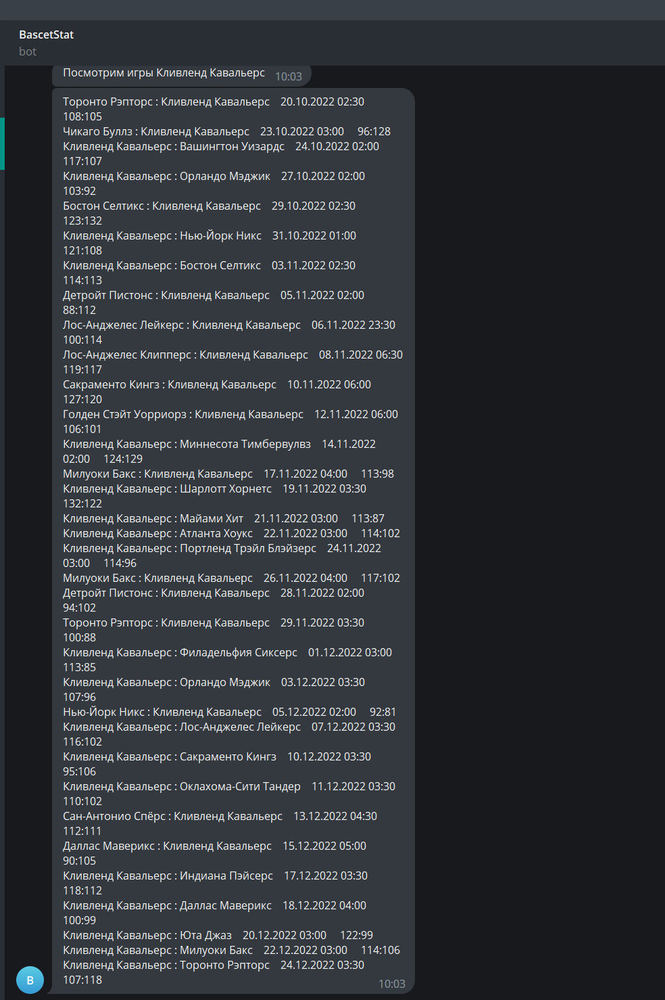 BascetStat
bot
Посмотрим игры Кливленд Кавальерс 10:03
Торонто Рэпторс : Кливленд Кавальерс 20.10.2022 02:30
108:105
Чикаго Буллз : Кливленд Кавальерс 23.10.2022 03:00 96:128
Кливленд Кавальерс : Вашингтон Уизардс 24.10.2022 02:00
117:107
Кливленд Кавальерс : Орландо Мэджик 27.10.2022 02:00
103:92
Бостон Селтикс : Кливленд Кавальерс 29.10.2022 02:30
123:132
Кливленд Кавальерс : Нью-Йорк Никс 31.10.2022 01:00
121:108
Кливленд Кавальерс : Бостон Селтикс 03.11.2022 02:30
114:113
Детройт Пистонс : Кливленд Кавальерс 05.11.2022 02:00
88:112
Лос-Анджелес Лейкерс : Кливленд Кавальерс 06.11.2022 23:30
100:114
Лос-Анджелес Клипперс : Кливленд Кавальерс 08.11.2022 06:30
119:117
Сакраменто Кингз : Кливленд Кавальерс 10.11.2022 06:00
127:120
Голден Стэйт Уорриорз : Кливленд Кавальерс 12.11.2022 06:00
106:101
Кливленд Кавальерс : Миннесота Тимбервулвз 14.11.2022
02:00 124:129
Милуоки Бакс : Кливленд Кавальерс 17.11.2022 04:00 113:98
Кливленд Кавальерс : Шарлотт Хорнетс 19.11.2022 03:30
132:122
Кливленд Кавальерс : Майами Хит 21.11.2022 03:00 113:87
Кливленд Кавальерс : Атланта Хоукс 22.11.2022 03:00 114:102
Кливленд Кавальерс : Портленд Трэйл Блэйзерс 24.11.2022
03:00 114:96
Милуоки Бакс : Кливленд Кавальерс 26.11.2022 04:00 117:102
Детройт Пистонс : Кливленд Кавальерс 28.11.2022 02:00
94:102
Торонто Рэпторс : Кливленд Кавальерс 29.11.2022 03:30
100:88
Кливленд Кавальерс : Филадельфия Сиксерс 01.12.2022 03:00
113:85
Кливленд Кавальерс : Орландо Мэджик 03.12.2022 03:30
107:96
Нью-Йорк Никс : Кливленд Кавальерс 05.12.2022 02:00 92:81
Кливленд Кавальерс : Лос-Анджелес Лейкерс 07.12.2022 03:30
116:102
Кливленд Кавальерс : Сакраменто Кингз 10.12.2022 03:30
95:106
Кливленд Кавальерс : Оклахома-Сити Тандер 11.12.2022 03:30
110:102
Сан-Антонио Спёрс : Кливленд Кавальерс 13.12.2022 04:30
112:111
Даллас Маверикс : Кливленд Кавальерс 15.12.2022 05:00
90:105
Кливленд Кавальерс : Индиана Пэйсерс 17.12.2022 03:30
118:112
Кливленд Кавальерс : Даллас Маверикс 18.12.2022 04:00
100:99
Кливленд Кавальерс : Юта Джаз 20.12.2022 03:00 122:99
Кливленд Кавальерс : Милуоки Бакс 22.12.2022 03:00 114:106
Кливленд Кавальерс : Торонто Рэпторс 24.12.2022 03:30
107:118
10:03
B